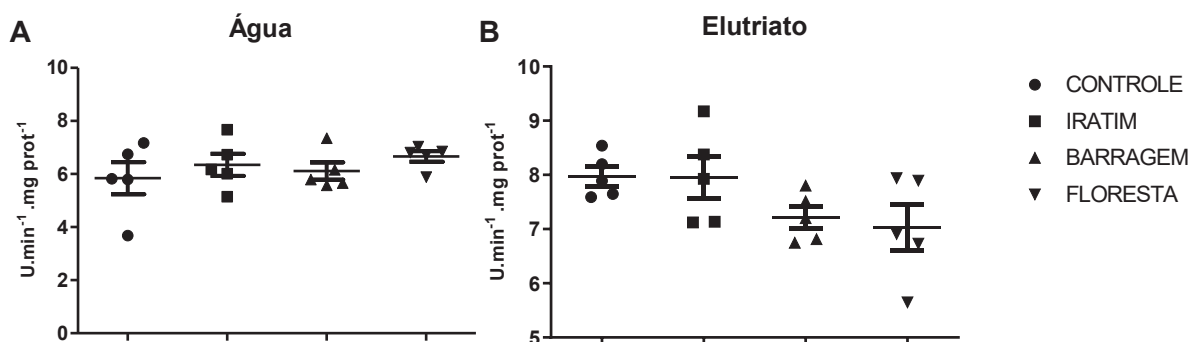 A
Água
U.min⁻¹ .mg prot⁻¹
10
8
6
4
2
0
B
Elutriato
U.min⁻¹ .mg prot⁻¹
10
9
8
7
6
5
CONTROLE
IRATIM
BARRAGEM
FLORESTA